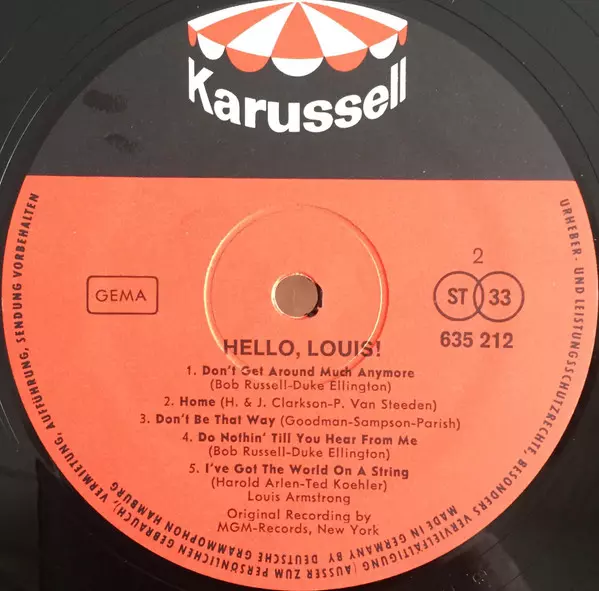 Karussell
GEMA
2
ST 33
635 212
HELLO, LOUIS!
1. Don't Get Around Much Anymore
(Bob Russell-Duke Ellington)
2. Home (H. & J. Clarkson-P. Van Steeden)
3. Don't Be That Way (Goodman-Sampson-Parish)
4. Do Nothin' Till You Hear From Me
(Bob Russell-Duke Ellington)
5. I've Got The World On A String
(Harold Arlen-Ted Koehler)
Louis Armstrong
Original Recording by
MGM-Records, New York
URHEBER- UND LEISTUNGSSCHUTZRECHTE, BESONDERS VERVIELFÄLTIGUNG (AUSSER ZUM PERSÖNLICHEN GEBRAUCH), VERMIETUNG, AUFFÜHRUNG, SENDUNG VORBEHALTEN
MADE IN GERMANY BY DEUTSCHE GRAMMOPHON HAMBURG